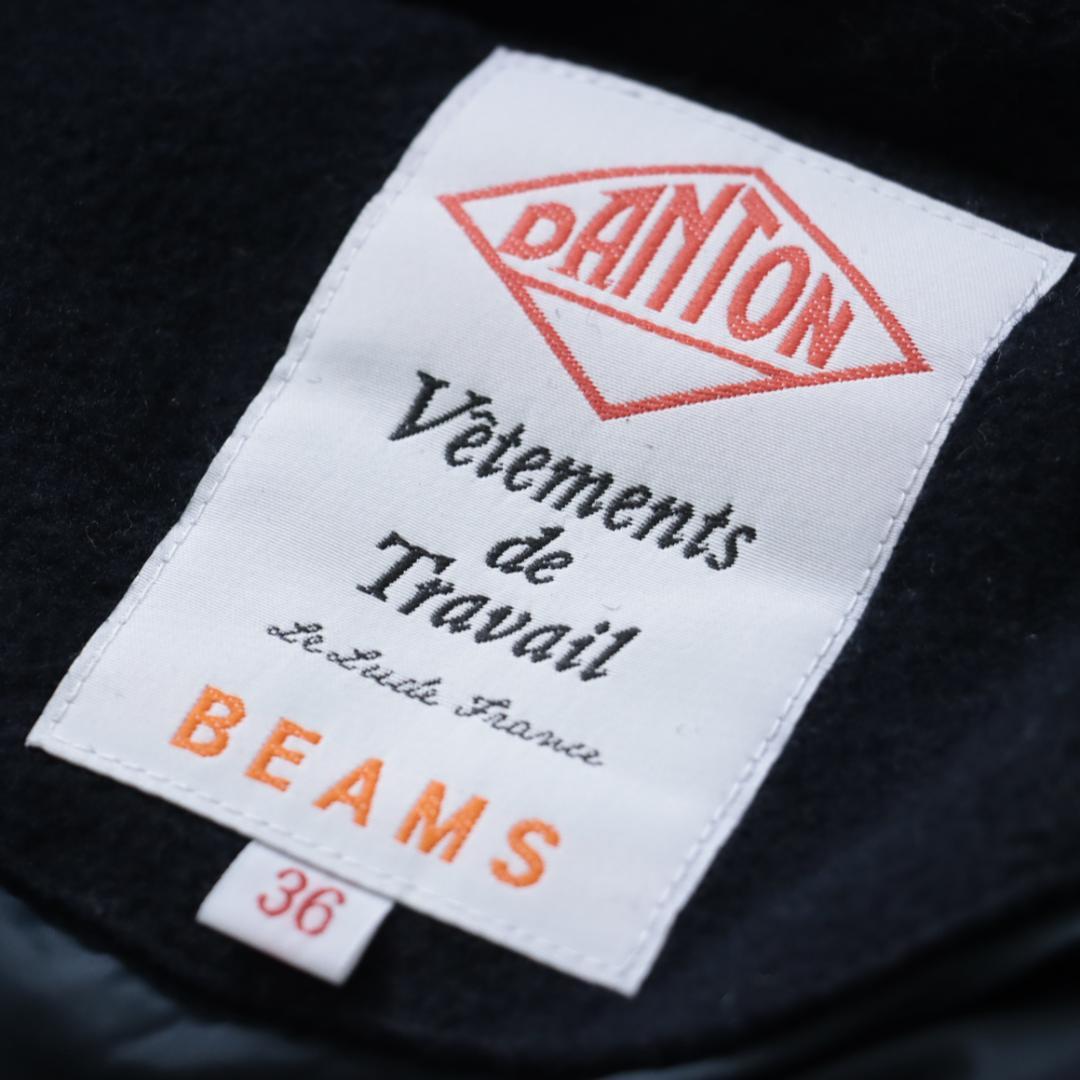 DANTON
Vêtements
de
Travail
Le Lude France
BEAMS
36